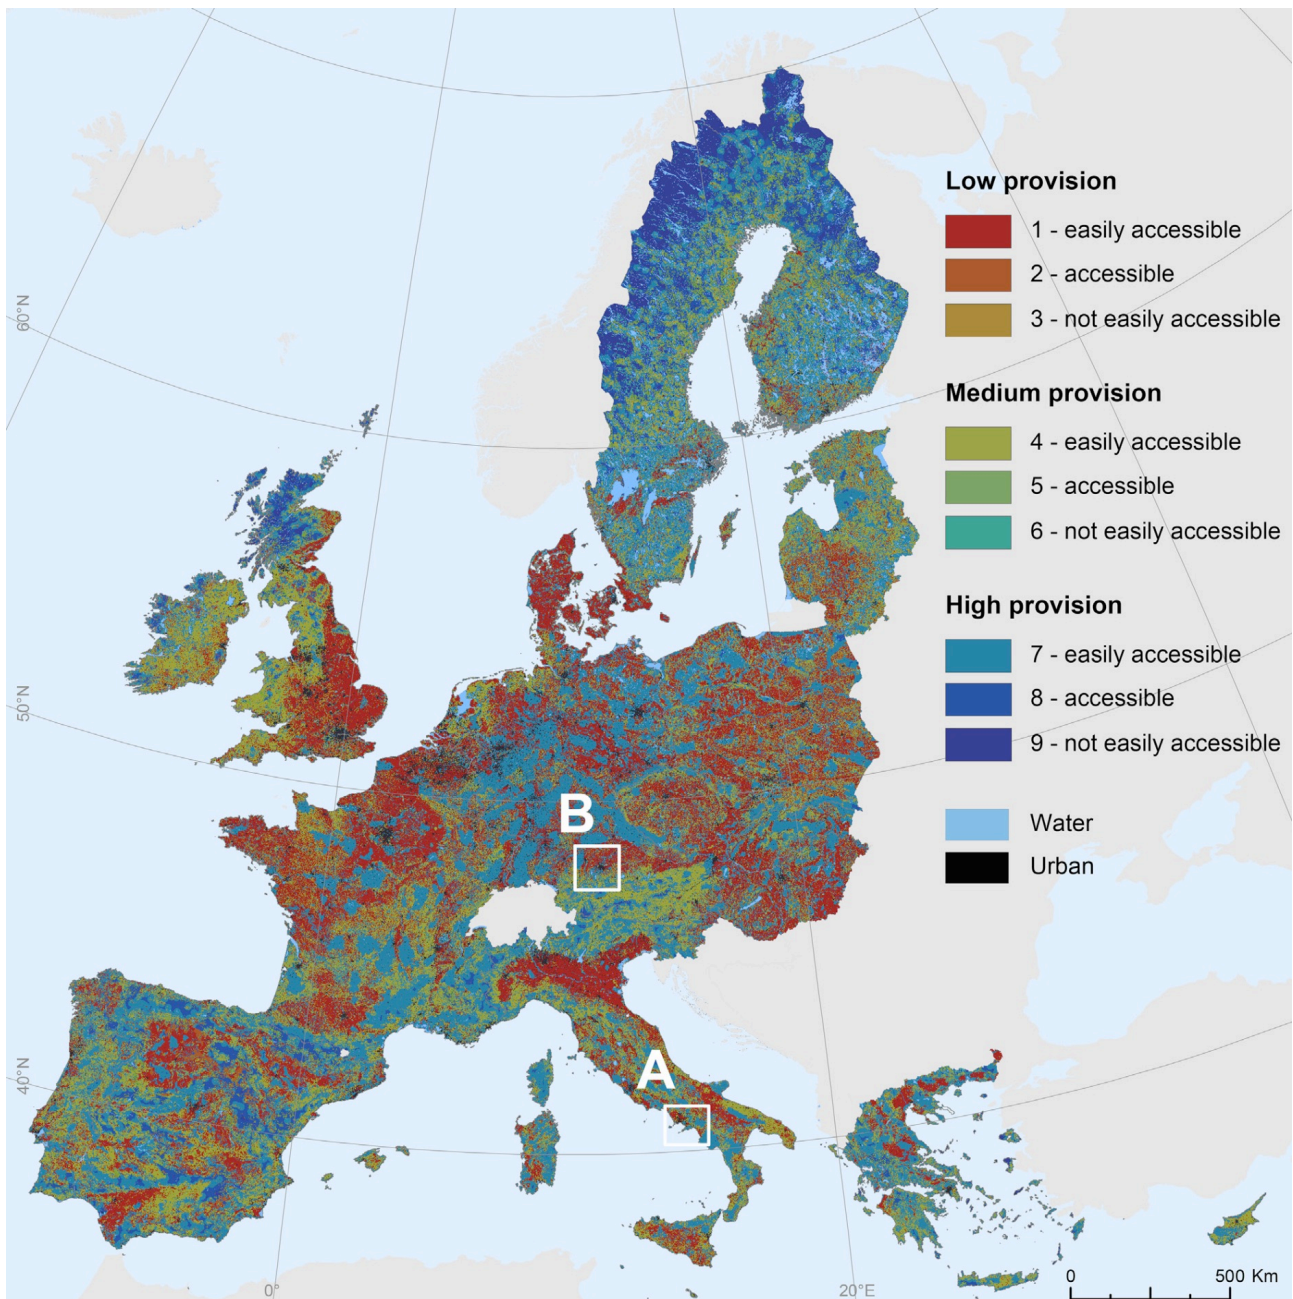 Low provision
1 - easily accessible
2 - accessible
3 - not easily accessible
Medium provision
4 - easily accessible
5 - accessible
6 - not easily accessible
High provision
7 - easily accessible
8 - accessible
9 - not easily accessible
Water
Urban
60°N
50°N
40°N
B
A
0°
20°E
0
500 Km